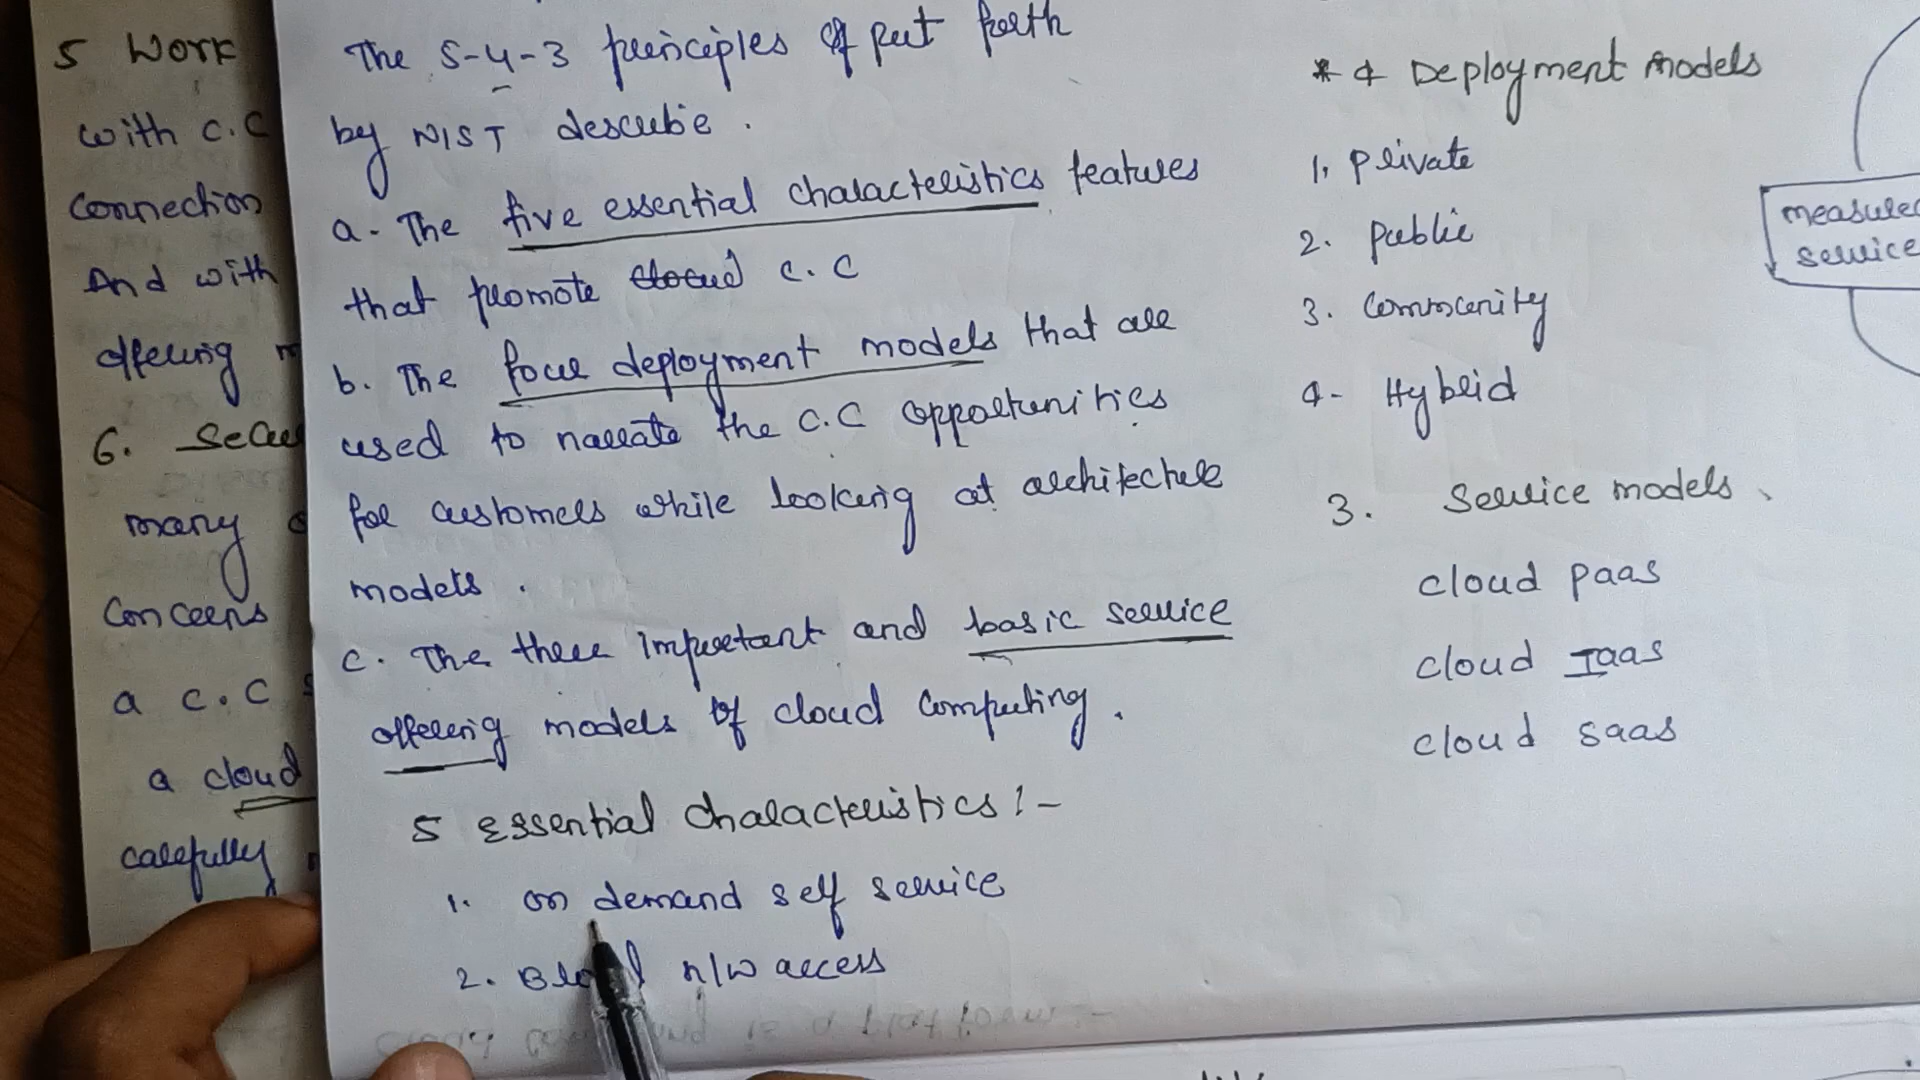 5 Work
with C.C
Connection
And with
offering
6.
many
Concerns
a C.C
a cloud
carefully
The 5-4-3 principles of put forth
by NIST describe.
a. The five essential characteristics features
that promote cloud C.C
b. The four deployment models that are
used to narrate the C.C opportunities
for customers while looking at architecture
models.
c. The three important and basic service
offering models of cloud computing.
5 Essential characteristics:-
1. on demand self service
2. n/w access
* 4 Deployment Models
1. private
2. public
3. Community
4- Hybrid
3. Service models.
cloud paas
cloud Iaas
cloud saas
measured
service